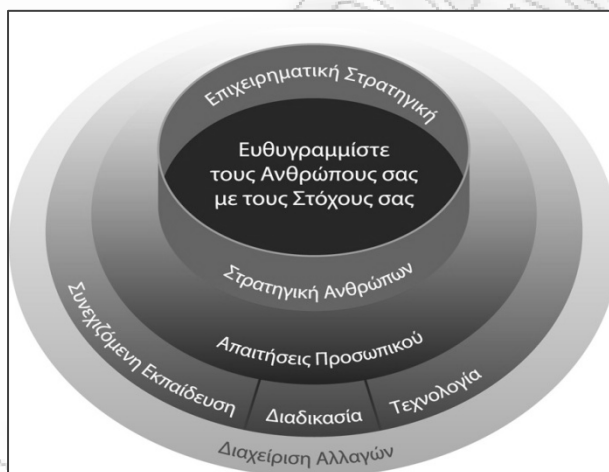 Επιχειρηματική Στρατηγική
Ευθυγραμμίστε
τους Ανθρώπους σας
με τους Στόχους σας
Στρατηγική Ανθρώπων
Απαιτήσεις Προσωπικού
Συνεχιζόμενη Εκπαίδευση
Διαδικασία
Τεχνολογία
Διαχείριση Αλλαγών